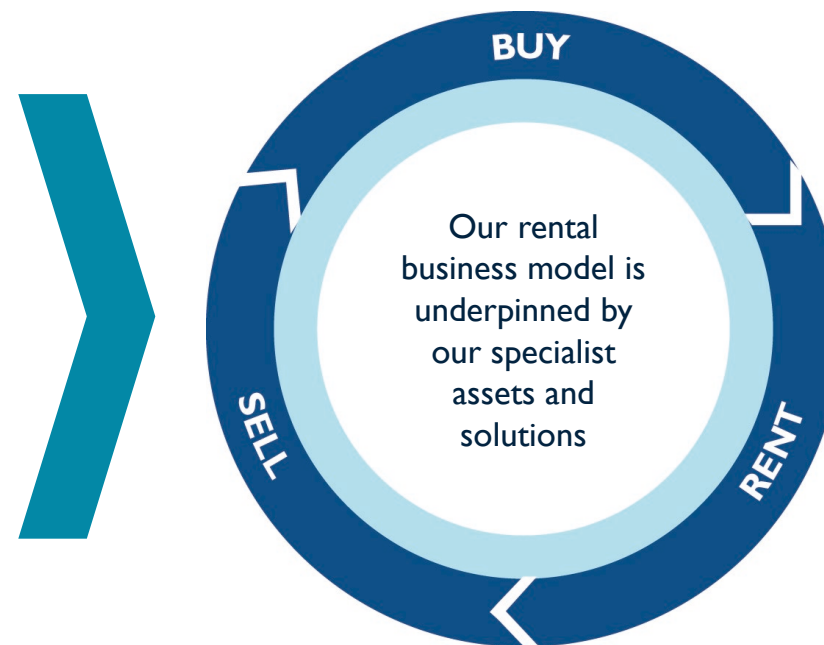 BUY
Our rental
business model is
underpinned by
our specialist
assets and
solutions
SELL
RENT